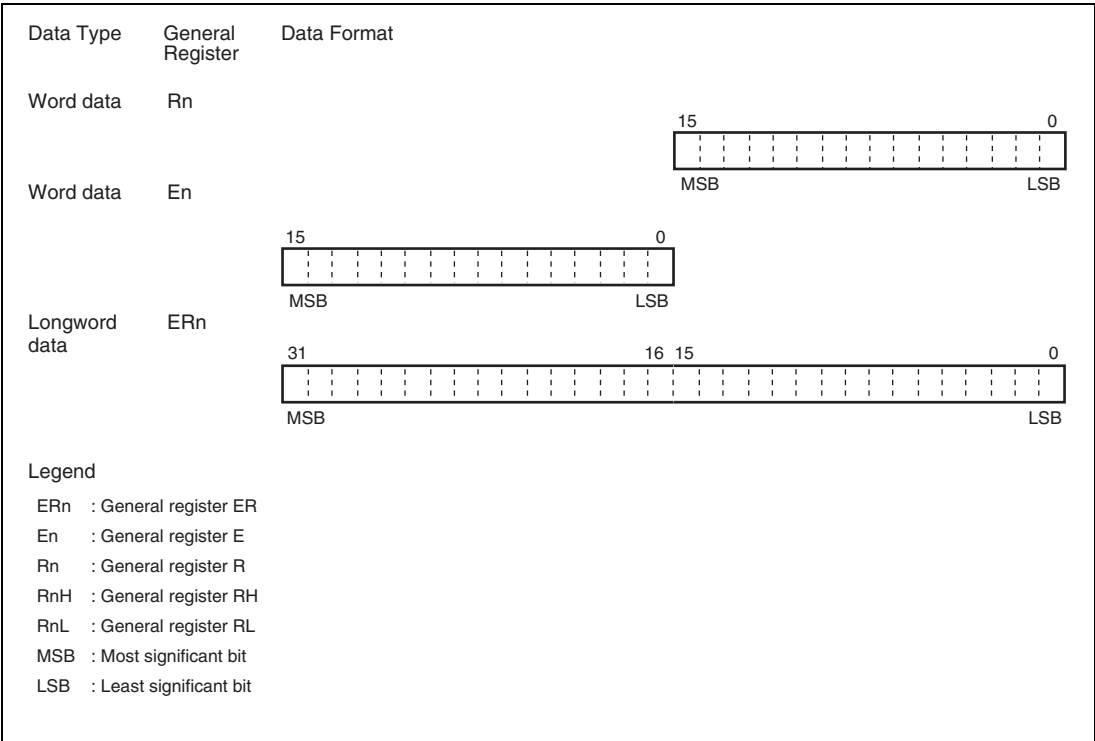 Data Type General Register Data Format
Word data Rn
15 0
MSB LSB
Word data En
15 0
MSB LSB
Longword data ERn
31 16 15 0
MSB LSB
Legend
ERn : General register ER
En : General register E
Rn : General register R
RnH : General register RH
RnL : General register RL
MSB : Most significant bit
LSB : Least significant bit